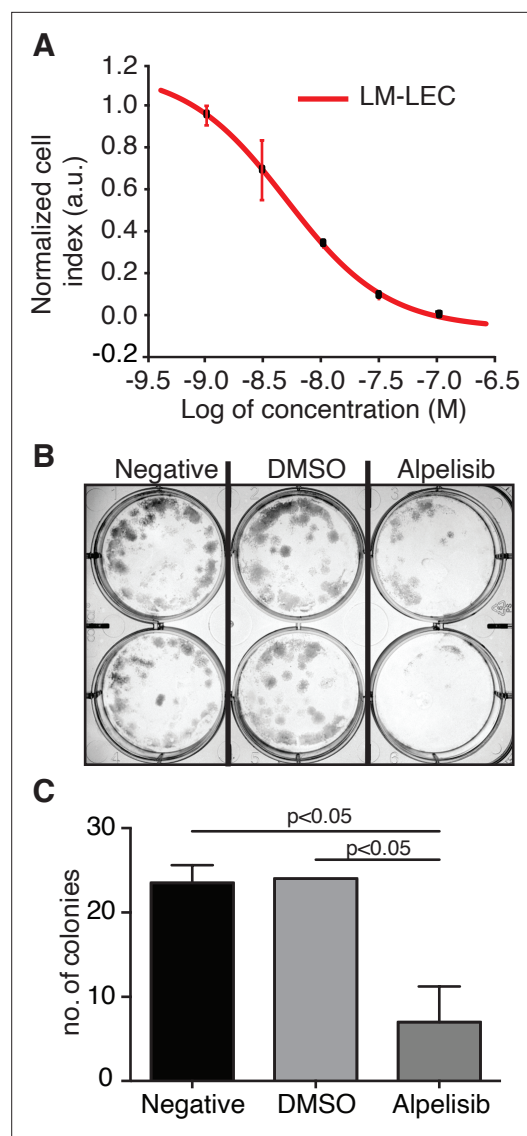 A
1.2
1.0
0.8
0.6
0.4
0.2
0.0
-0.2
Normalized cell
index (a.u.)
LM-LEC
-9.5 -9.0 -8.5 -8.0 -7.5 -7.0 -6.5
Log of concentration (M)
B
Negative DMSO Alpelisib
C
p<0.05
p<0.05
30
20
10
0
no. of colonies
Negative DMSO Alpelisib